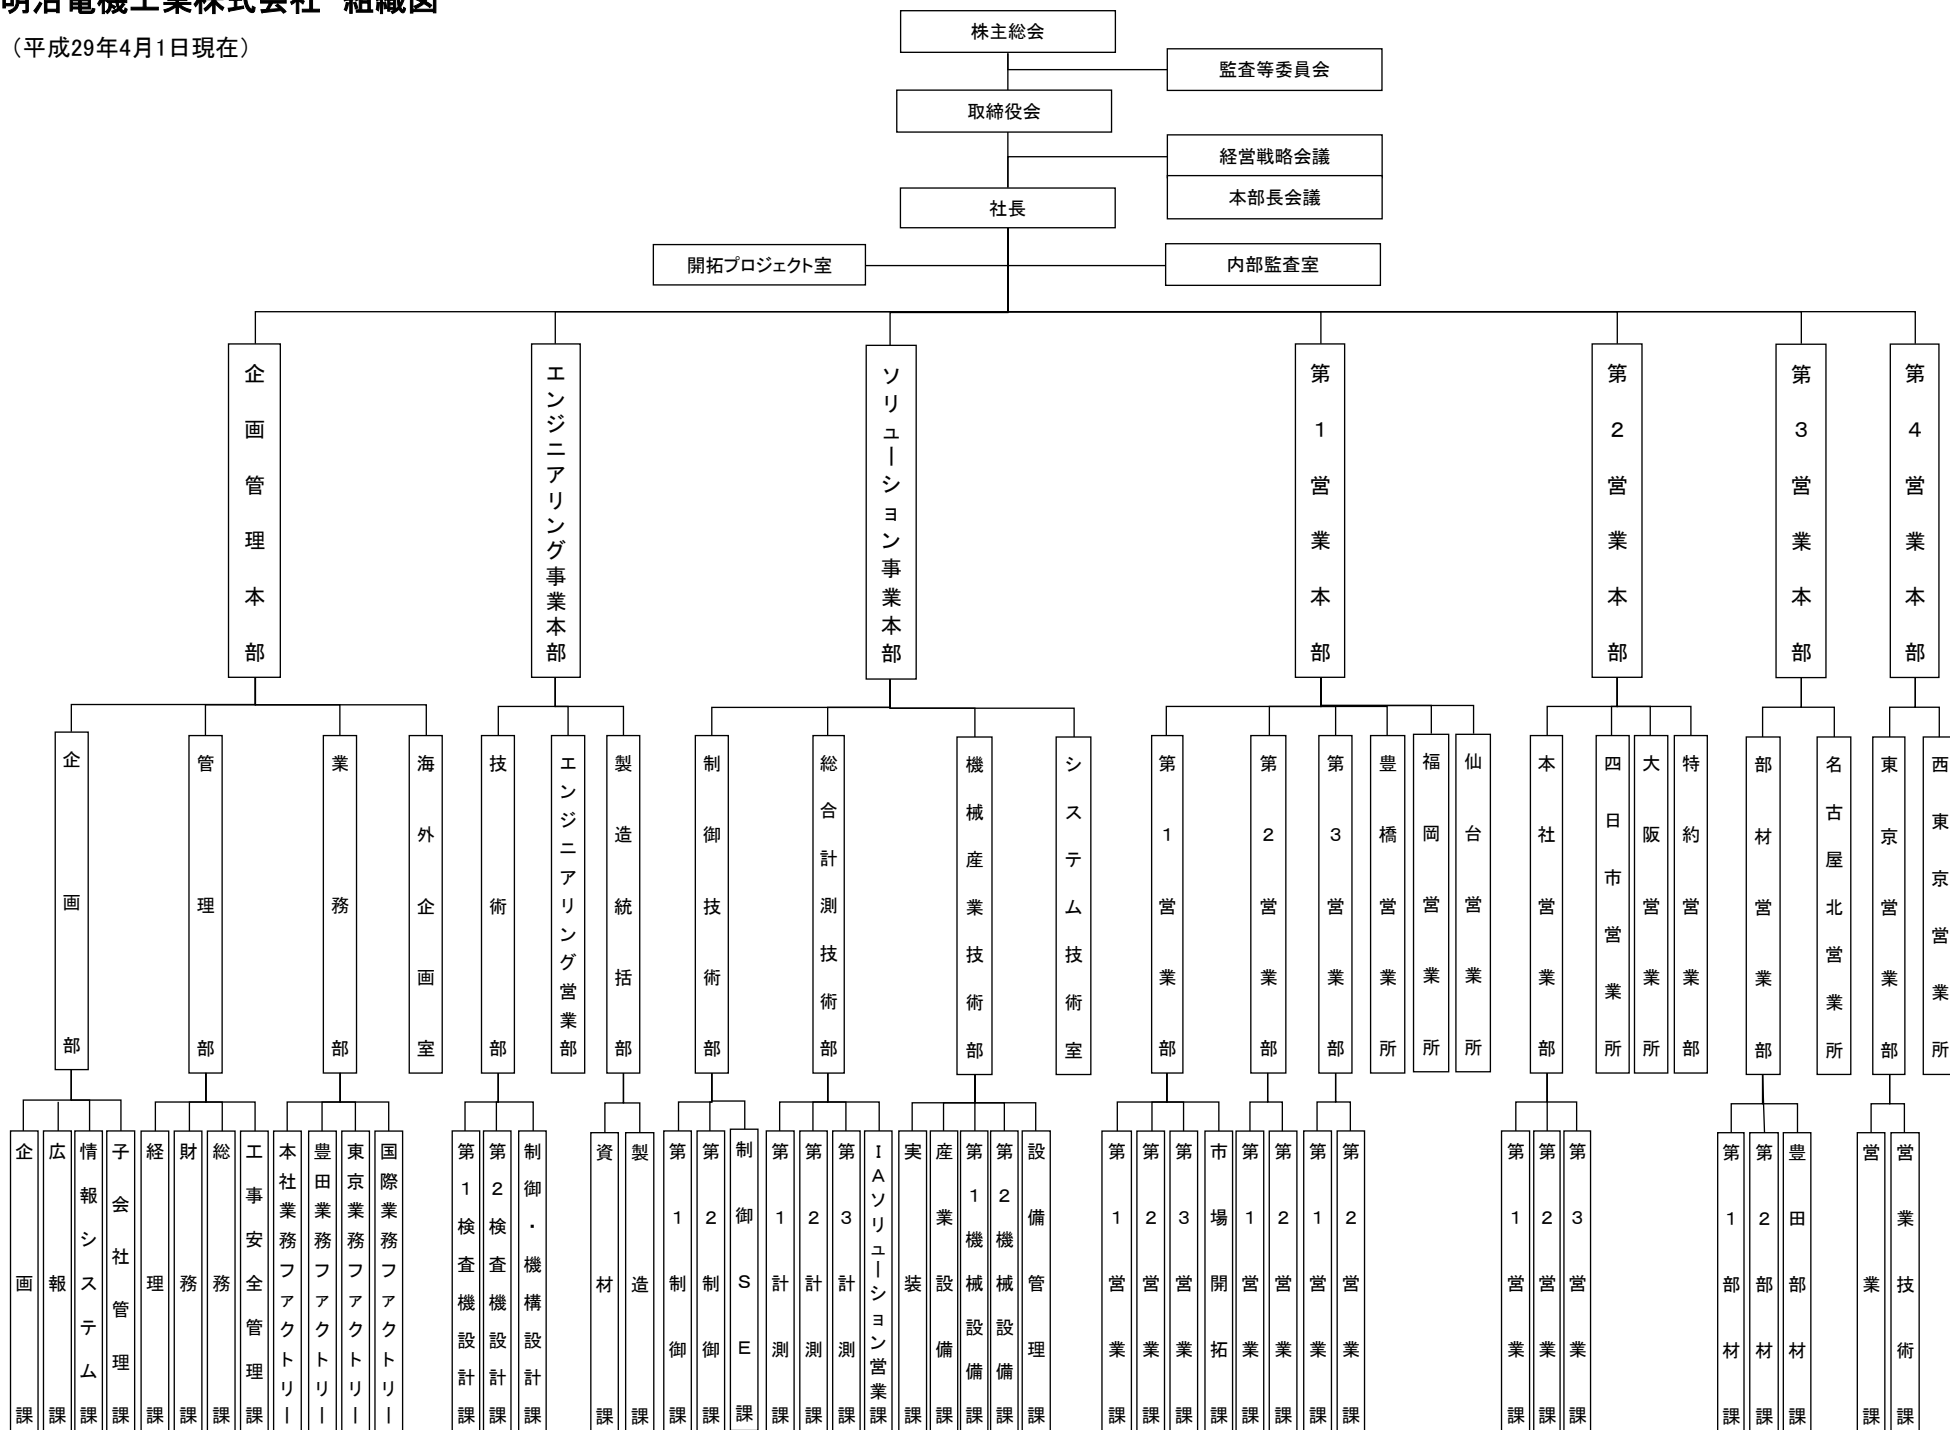 明治電機工業株式会社 組織図
（平成29年4月1日現在）
株主総会
監査等委員会
取締役会
経営戦略会議
本部長会議
社長
開拓プロジェクト室
内部監査室
企画管理本部
エンジニアリング事業本部
ソリューション事業本部
第1営業本部
第2営業本部
第3営業本部
第4営業本部
企画部
管理部
業務部
海外企画室
技術部
エンジニアリング営業部
製造統括部
制御技術部
総合計測技術部
機械産業技術部
システム技術室
第1営業部
第2営業部
第3営業部
豊橋営業所
福岡営業所
仙台営業所
本社営業部
四日市営業所
大阪営業所
特約営業部
部材営業部
名古屋北営業所
東京営業部
西東京営業所
企画課
広報課
情報システム課
子会社管理課
経理課
財務課
総務課
工事安全管理課
本社業務ファクトリー
豊田業務ファクトリー
東京業務ファクトリー
国際業務ファクトリー
第1検査機設計課
第2検査機設計課
制御・機構設計課
資材課
製造課
第1制御課
第2制御課
制御SE課
第1計測課
第2計測課
第3計測課
IAソリューション営業課
実装課
産業設備課
第1機械設備課
第2機械設備課
設備管理課
第1営業課
第2営業課
第3営業課
市場開拓課
第1営業課
第2営業課
第1営業課
第2営業課
第1営業課
第2営業課
第3営業課
第1部材課
第2部材課
豊田部材課
営業課
営業技術課